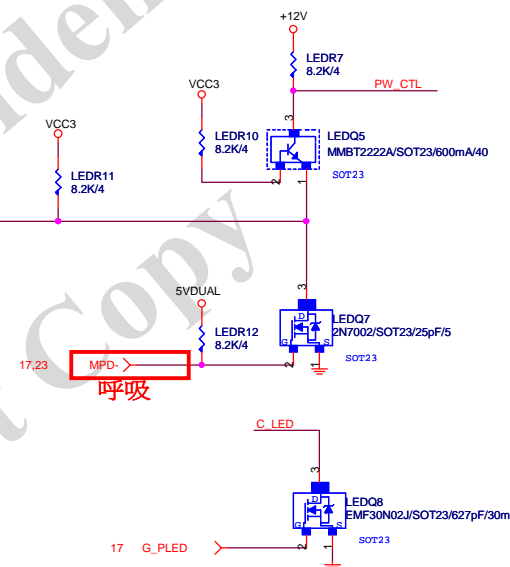 +12V
LEDR7
8.2K/4
PW_CTL
VCC3
3
LEDR10
8.2K/4
LEDQ5
MMBT2222A/SOT23/600mA/40
SOT23
2
1
VCC3
LEDR11
8.2K/4
5VDUAL
3
LEDQ7
D
2N7002/SOT23/25pF/5
G
S
SOT23
LEDR12
8.2K/4
17,23
MPD-
2
1
呼吸
C_LED
3
LEDQ8
D
EMF30N02J/SOT23/627pF/30m
G
S
SOT23
17
G_PLED
2
1
Copy